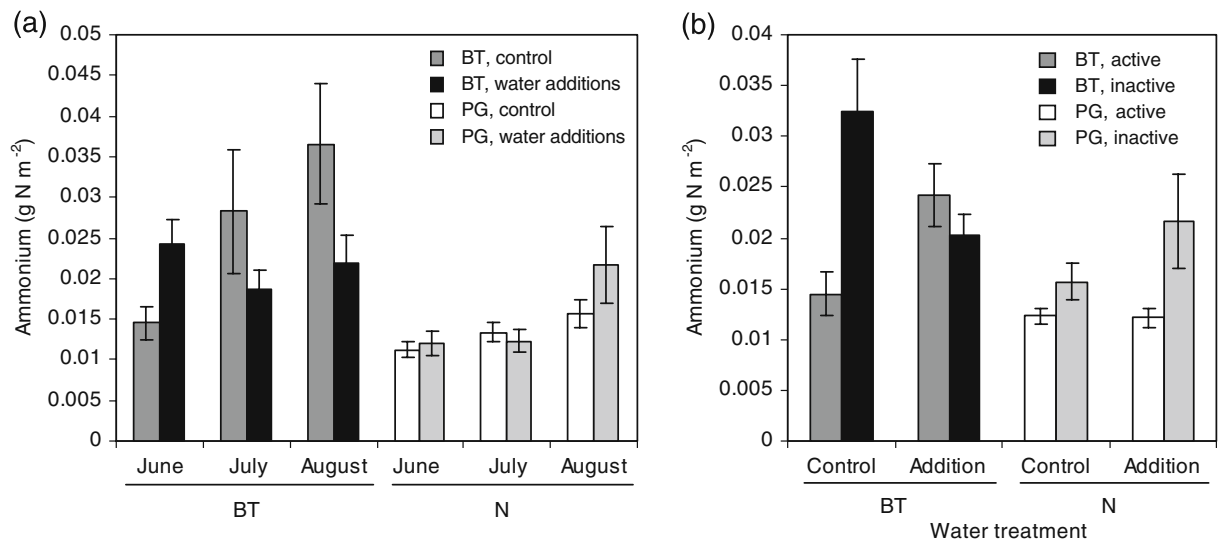 (a)
Ammonium (g N m-2)
0.05
0.045
0.04
0.035
0.03
0.025
0.02
0.015
0.01
0.005
0
BT, control
BT, water additions
PG, control
PG, water additions
June July August June July August
BT N
(b)
Ammonium (g N m-2)
0.04
0.035
0.03
0.025
0.02
0.015
0.01
0.005
0
BT, active
BT, inactive
PG, active
PG, inactive
Control Addition Control Addition
BT N
Water treatment